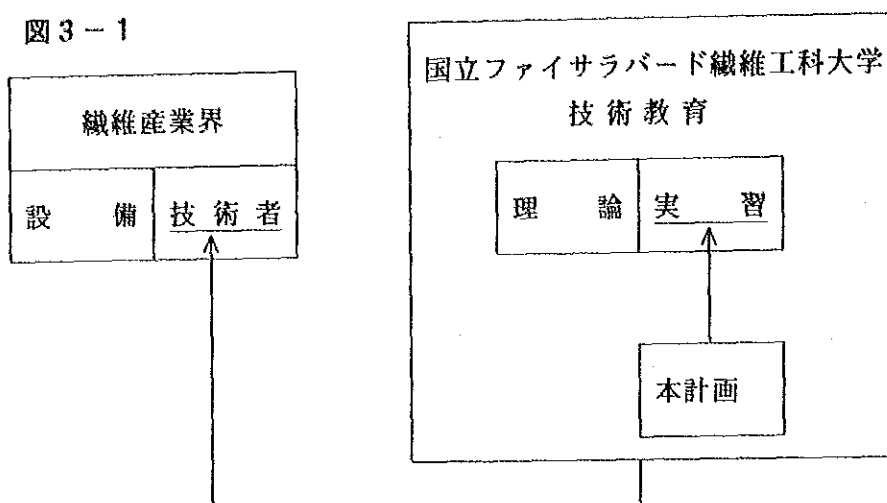 図3-1
繊維産業界
設備
技術者
国立ファイサラバード繊維工科大学
技術教育
理論
実習
本計画